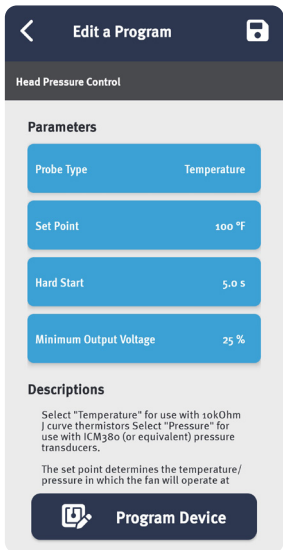 Edit a Program
Head Pressure Control
Parameters
Probe Type Temperature
Set Point 100 °F
Hard Start 5.0 s
Minimum Output Voltage 25 %
Descriptions
Select "Temperature" for use with 10kOhm
J curve thermistors Select "Pressure" for
use with ICM380 (or equivalent) pressure
transducers.
The set point determines the temperature/
pressure in which the fan will operate at
Program Device